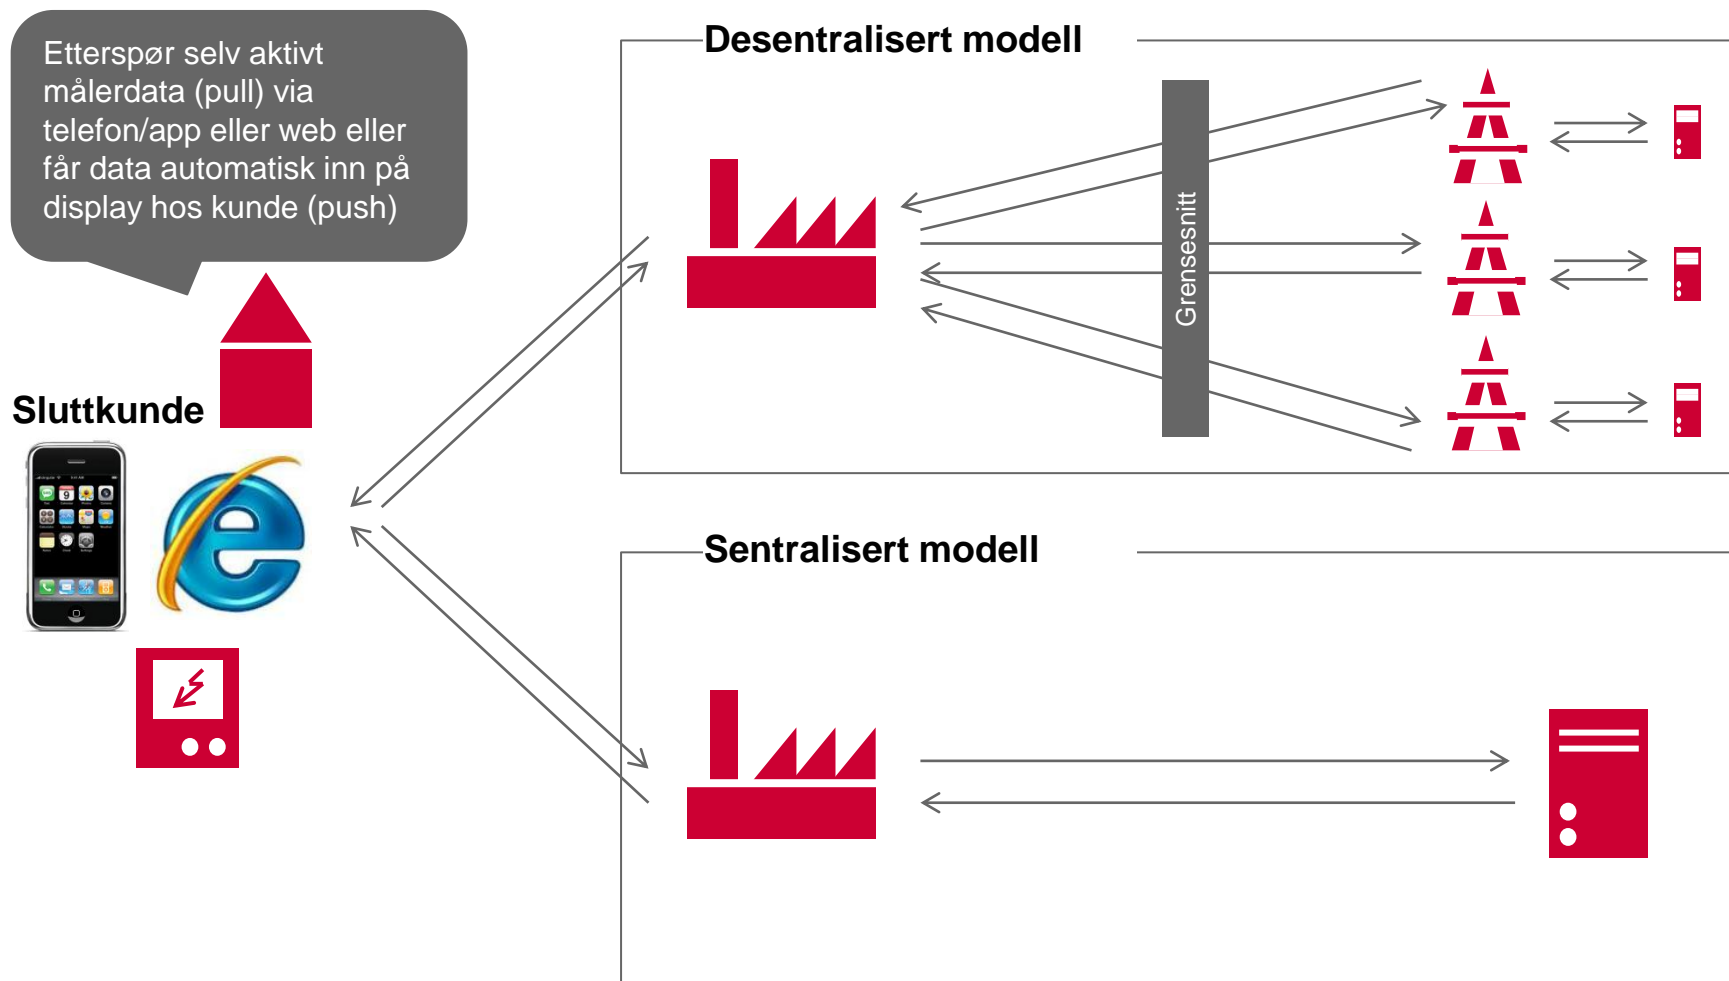 Etterspør selv aktivt
målerdata (pull) via
telefon/app eller web eller
får data automatisk inn på
display hos kunde (push)
Sluttkunde
Desentralisert modell
Grensesnitt
Sentralisert modell